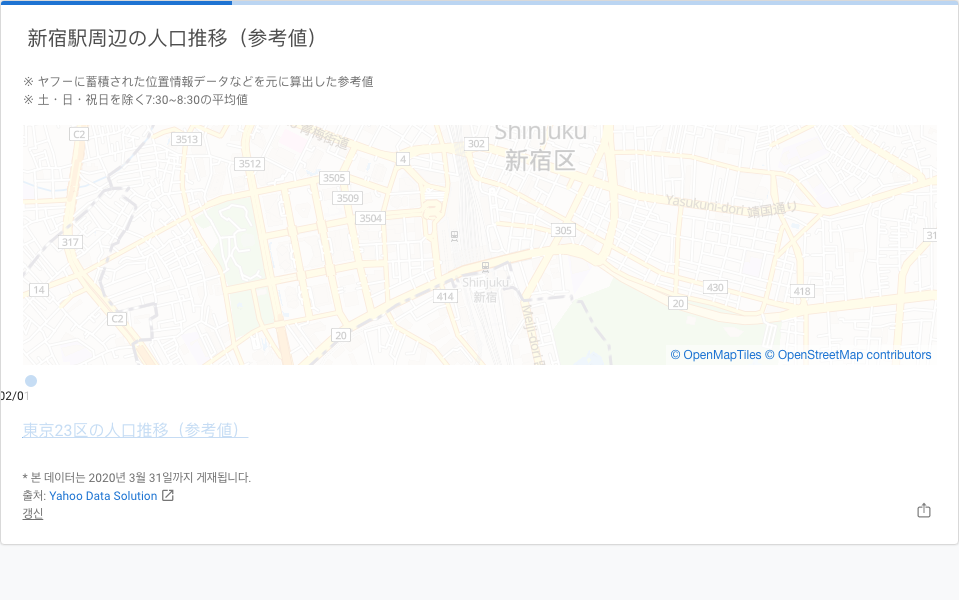 新宿駅周辺の人口推移（参考値）
※ ヤフーに蓄積された位置情報データなどを元に算出した参考値
※ 土・日・祝日を除く7:30~8:30の平均値
C2
3513
青梅街道
302
Shinjuku
新宿区
3512
4
3505
3509
3504
Yasukuni-dori 靖国通り
317
305
31
14
414
Shinjuku
新宿
430
418
20
C2
20
Meiji-dori
© OpenMapTiles © OpenStreetMap contributors
02/01
東京23区の人口推移（参考値）
* 본 데이터는 2020년 3월 31일까지 게재됩니다.
출처: Yahoo Data Solution
갱신